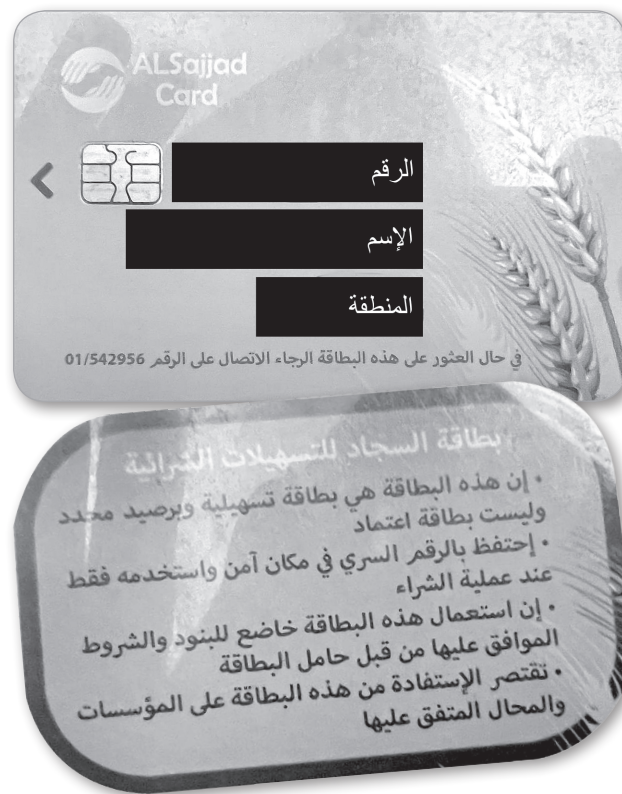 ALSajjad
Card
الرقم
الإسم
المنطقة
في حال العثور على هذه البطاقة الرجاء الاتصال على الرقم 01/542956
بطاقة السجاد للتسهيلات الشرائية
• إن هذه البطاقة هي بطاقة تسهيلية وبرصيد محدد
وليست بطاقة اعتماد
• إحتفظ بالرقم السري في مكان آمن واستخدمه فقط
عند عملية الشراء
• إن استعمال هذه البطاقة خاضع للبنود والشروط
الموافق عليها من قبل حامل البطاقة
• تقتصر الإستفادة من هذه البطاقة على المؤسسات
والمحال المتفق عليها